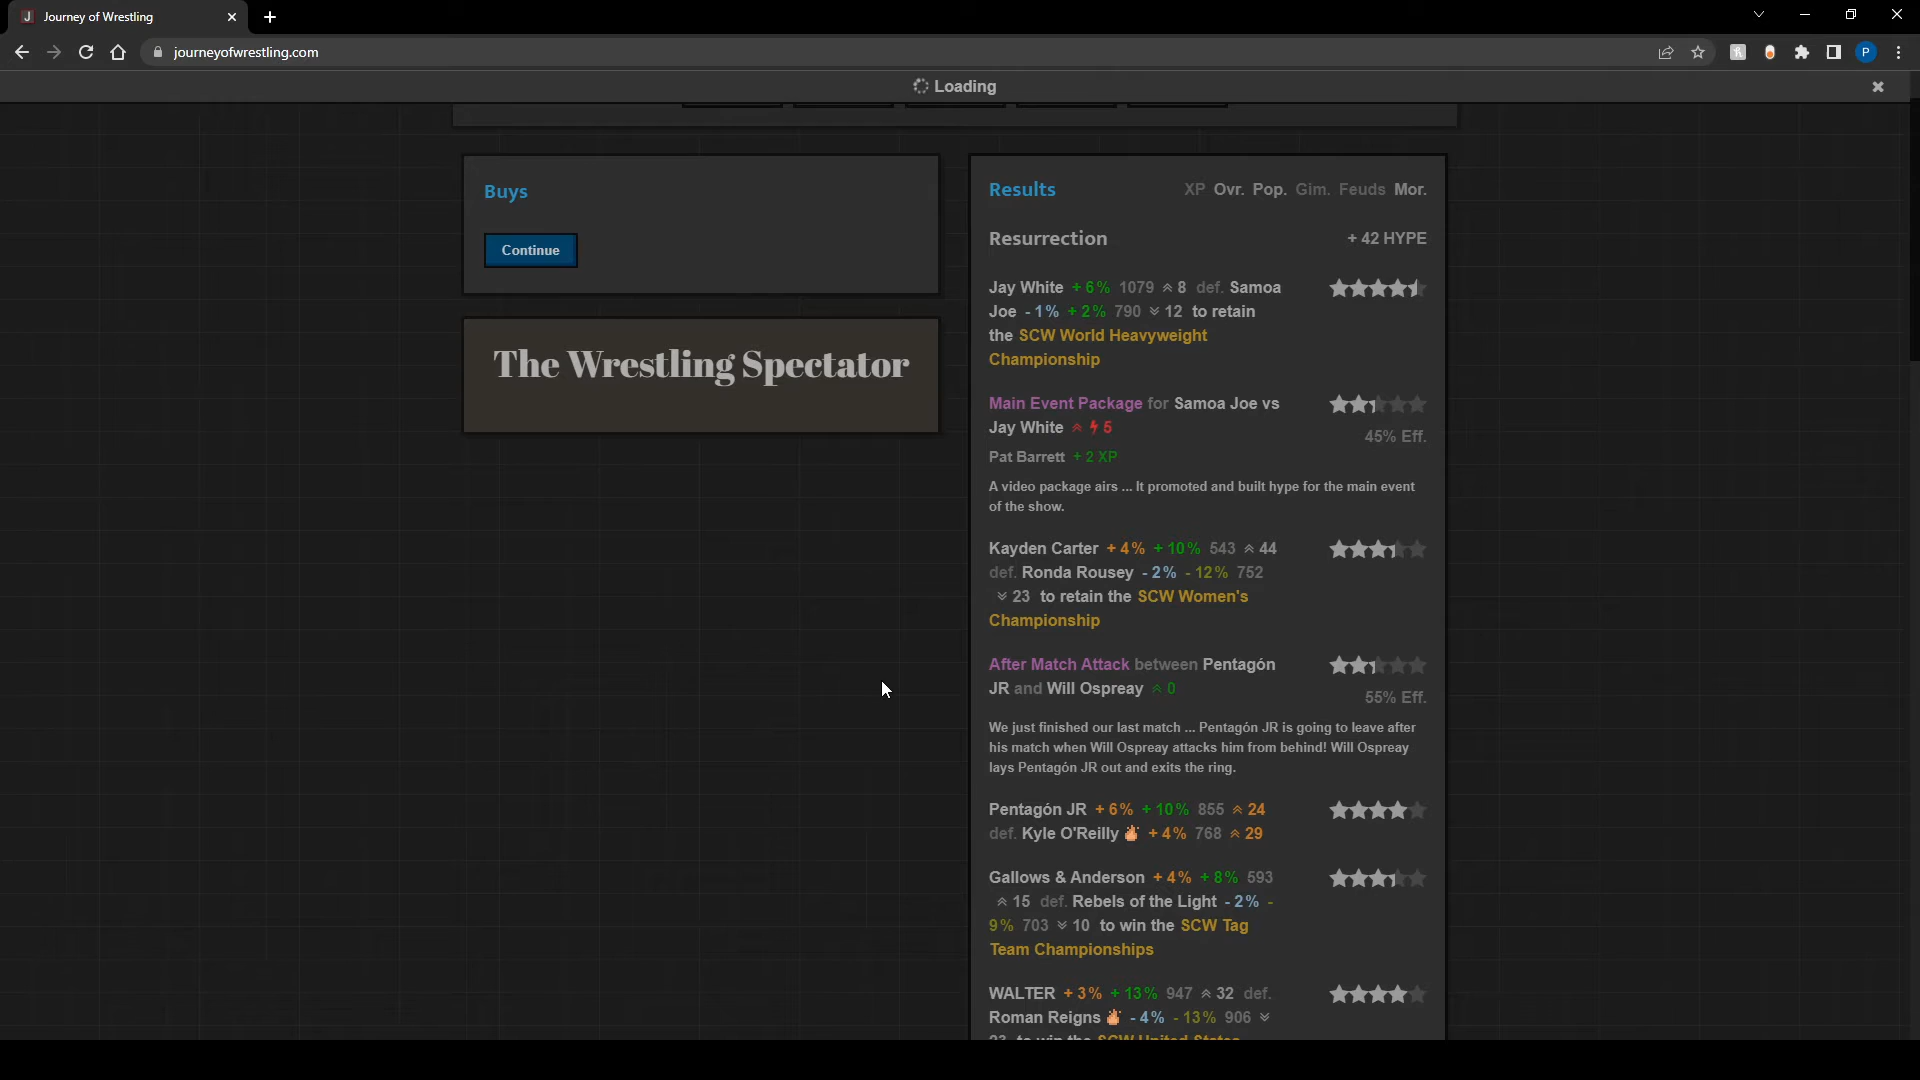 Journey of Wrestling
journeyofwrestling.com
P
Loading
Buys
Continue
The Wrestling Spectator
Results XP Ovr. Pop. Gim. Feuds Mor.
Resurrection + 42 HYPE
Jay White + 6% 1079 8 def. Samoa
Joe - 1% + 2% 790 12 to retain
the SCW World Heavyweight
Championship
Main Event Package for Samoa Joe vs
Jay White 5
45% Eff.
Pat Barrett + 2 XP
A video package airs ... It promoted and built hype for the main event
of the show.
Kayden Carter + 4% + 10% 543 44
def. Ronda Rousey - 2% - 12% 752
23 to retain the SCW Women's
Championship
After Match Attack between Pentagón
JR and Will Ospreay 0
55% Eff.
We just finished our last match ... Pentagón JR is going to leave after
his match when Will Ospreay attacks him from behind! Will Ospreay
lays Pentagón JR out and exits the ring.
Pentagón JR + 6% + 10% 855 24
def. Kyle O'Reilly + 4% 768 29
Gallows & Anderson + 4% + 8% 593
15 def. Rebels of the Light - 2% -
9% 703 10 to win the SCW Tag
Team Championships
WALTER + 3% + 13% 947 32 def.
Roman Reigns - 4% - 13% 906
23 to win the SCW United States